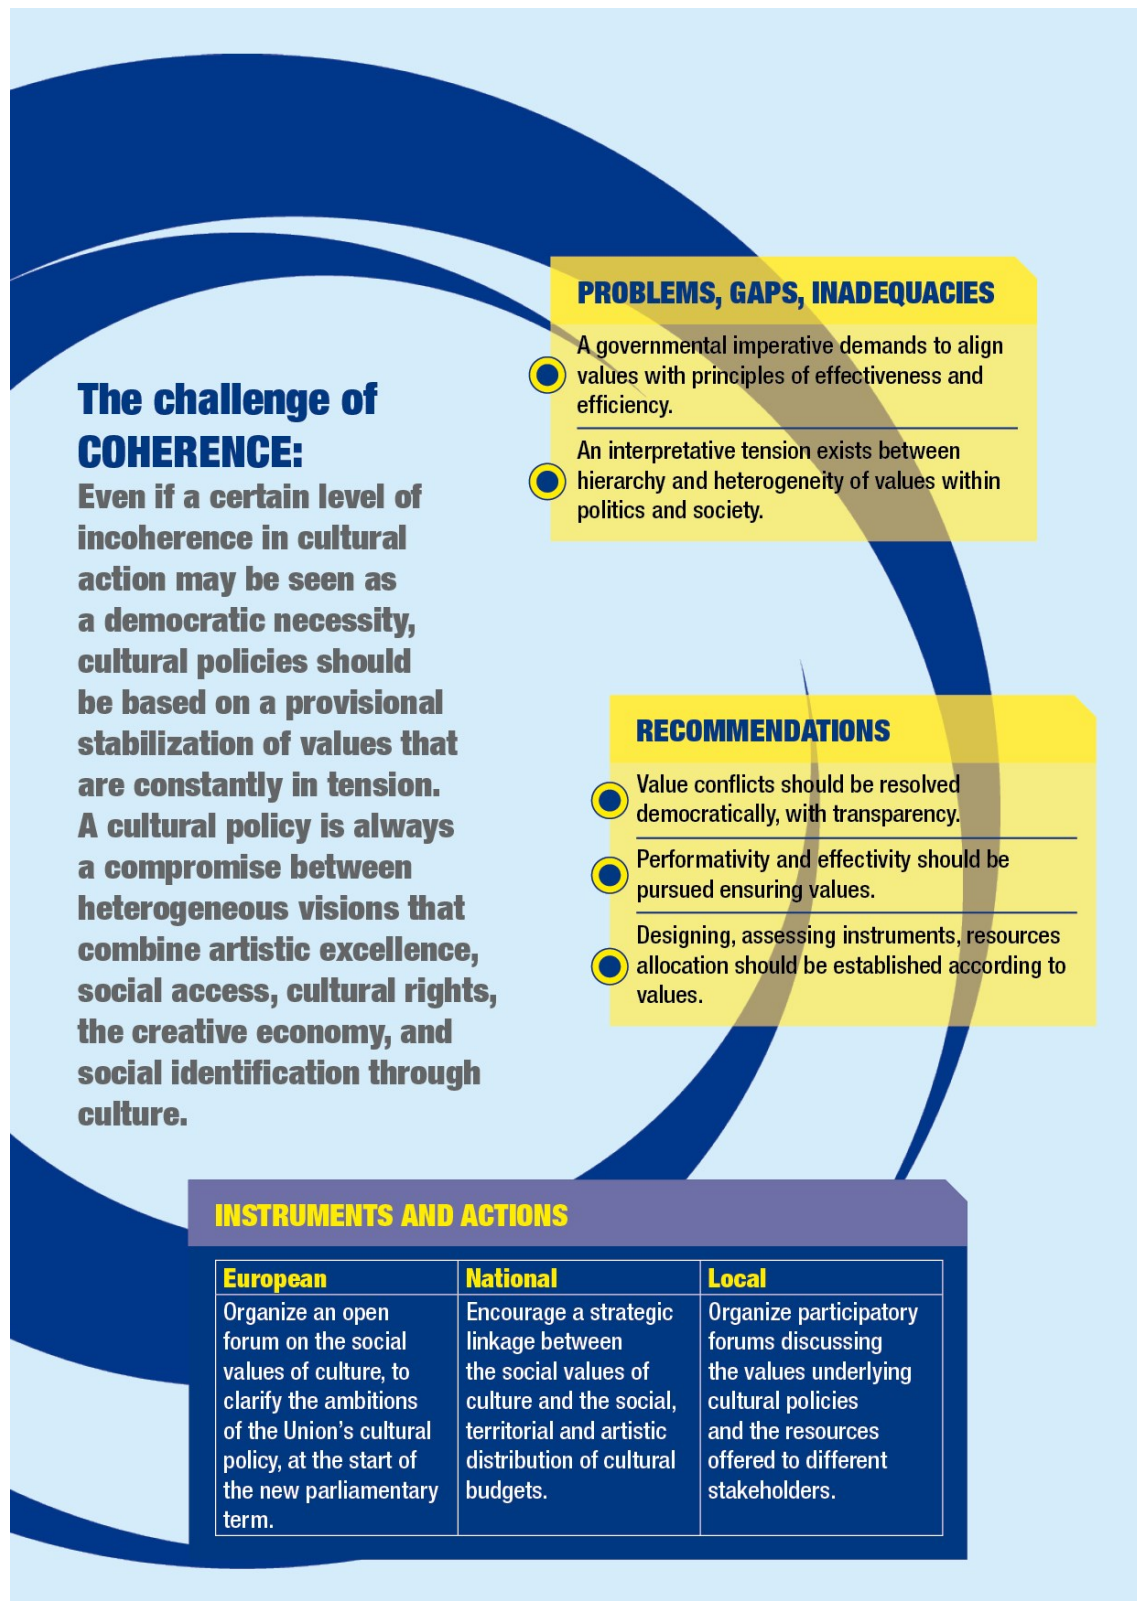 The challenge of
COHERENCE:
Even if a certain level of
incoherence in cultural
action may be seen as
a democratic necessity,
cultural policies should
be based on a provisional
stabilization of values that
are constantly in tension.
A cultural policy is always
a compromise between
heterogeneous visions that
combine artistic excellence,
social access, cultural rights,
the creative economy, and
social identification through
culture.
PROBLEMS, GAPS, INADEQUACIES
A governmental imperative demands to align
values with principles of effectiveness and
efficiency.
An interpretative tension exists between
hierarchy and heterogeneity of values within
politics and society.
RECOMMENDATIONS
Value conflicts should be resolved
democratically, with transparency.
Performativity and effectivity should be
pursued ensuring values.
Designing, assessing instruments, resources
allocation should be established according to
values.
INSTRUMENTS AND ACTIONS
European
Organize an open
forum on the social
values of culture, to
clarify the ambitions
of the Union's cultural
policy, at the start of
the new parliamentary
term.
National
Encourage a strategic
linkage between
the social values of
culture and the social,
territorial and artistic
distribution of cultural
budgets.
Local
Organize participatory
forums discussing
the values underlying
cultural policies
and the resources
offered to different
stakeholders.